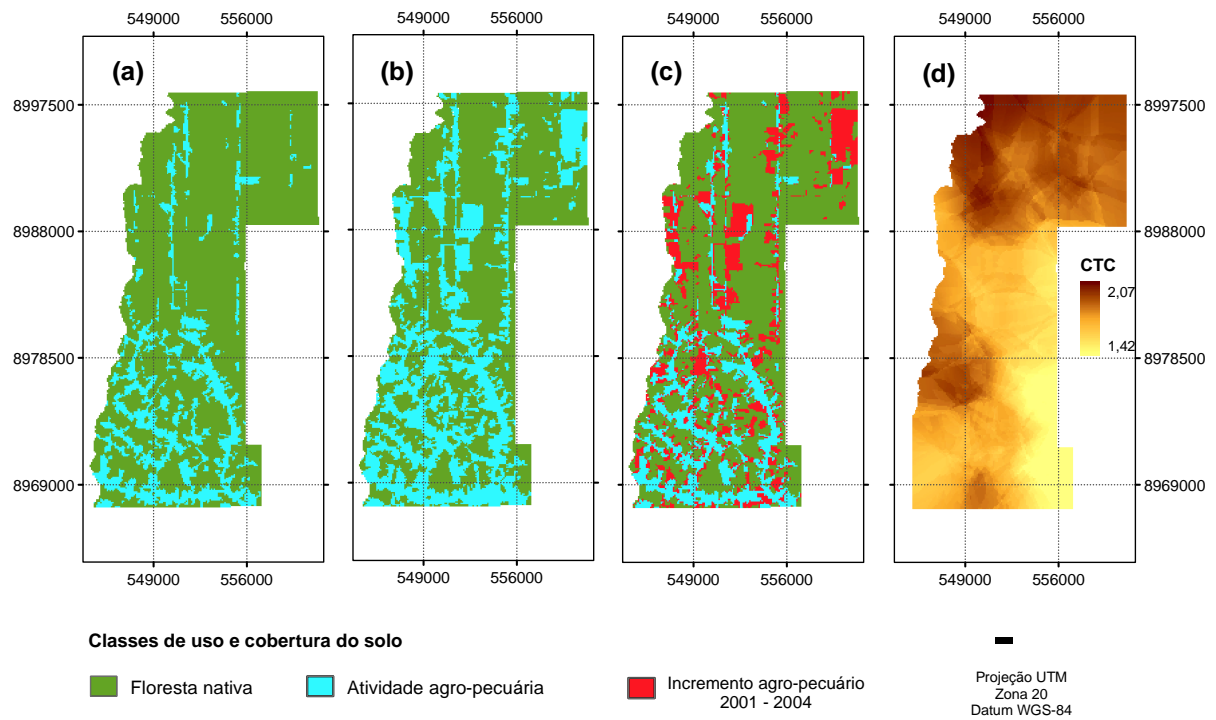 549000 556000 549000 556000 549000 556000 549000 556000
(a) (b) (c) (d)
8997500 8997500
8988000 8988000
CTC
2,07
1,42
8978500 8978500
8969000 8969000
549000 556000 549000 556000 549000 556000 549000 556000
Classes de uso e cobertura do solo
Floresta nativa
Atividade agro-pecuária
Incremento agro-pecuário
2001 - 2004
Projeção UTM
Zona 20
Datum WGS-84